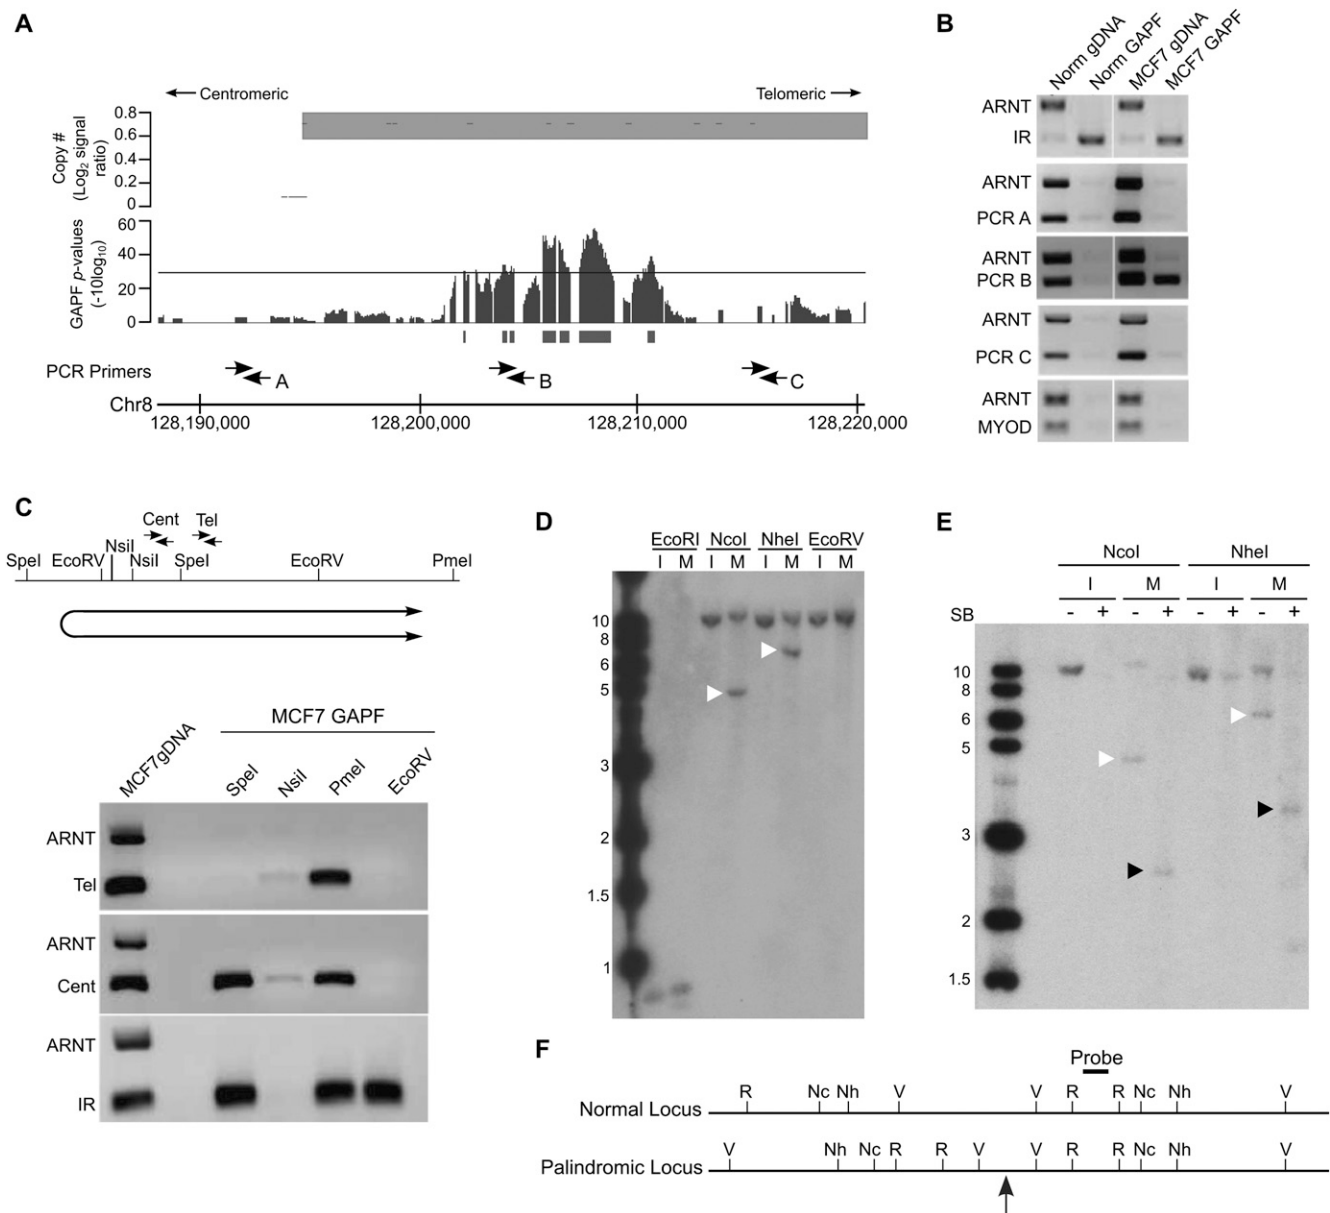 A
Centromeric
Telomeric
Copy #
(Log2 signal
ratio)
0.8
0.6
0.4
0.2
0
GAPF p-values
(-10log10)
60
40
20
0
PCR Primers
A
B
C
Chr8
128,190,000
128,200,000
128,210,000
128,220,000
B
Norm gDNA
Norm GAPF
MCF7 gDNA
MCF7 GAPF
ARNT
IR
ARNT
PCR A
ARNT
PCR B
ARNT
PCR C
ARNT
MYOD
C
Cent
Tel
SpeI
EcoRV
NsiI
NsiI
SpeI
EcoRV
PmeI
MCF7 GAPF
MCF7gDNA
SpeI
NsiI
PmeI
EcoRV
ARNT
Tel
ARNT
Cent
ARNT
IR
D
EcoRI NcoI NheI EcoRV
I M I M I M I M
10
8
6
5
3
2
1.5
1
E
NcoI NheI
I M I M
SB - + - + - + - +
10
8
6
5
3
2
1.5
F
Probe
R Nc Nh V V R R Nc Nh V
Normal Locus
V Nh Nc R R V V R R Nc Nh V
Palindromic Locus